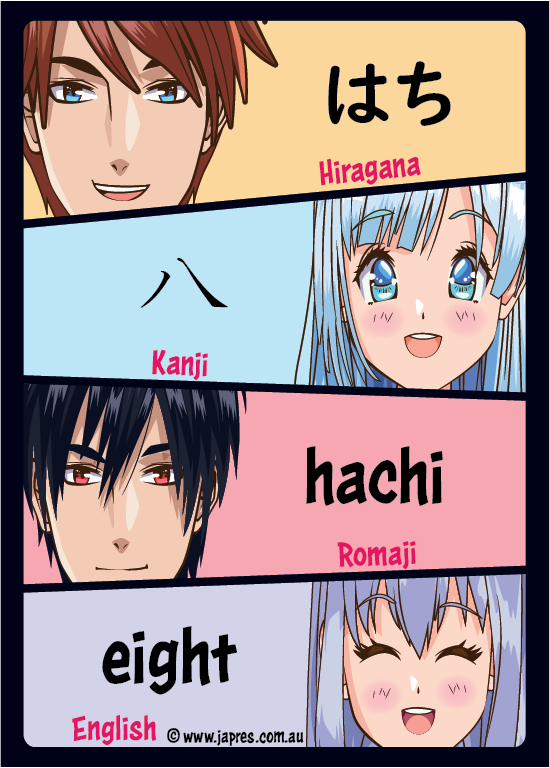 はち
Hiragana
八
Kanji
hachi
Romaji
eight
English © www.japres.com.au